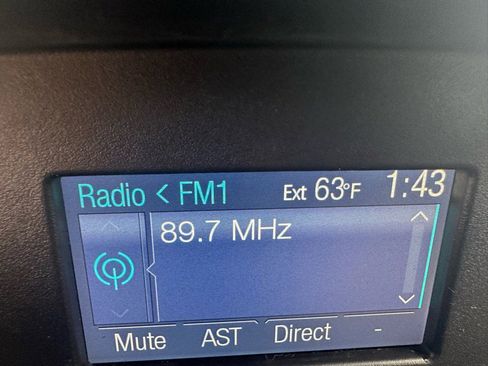 Radio < FM1 Ext 63°F 1:43
89.7 MHz
Mute AST Direct -